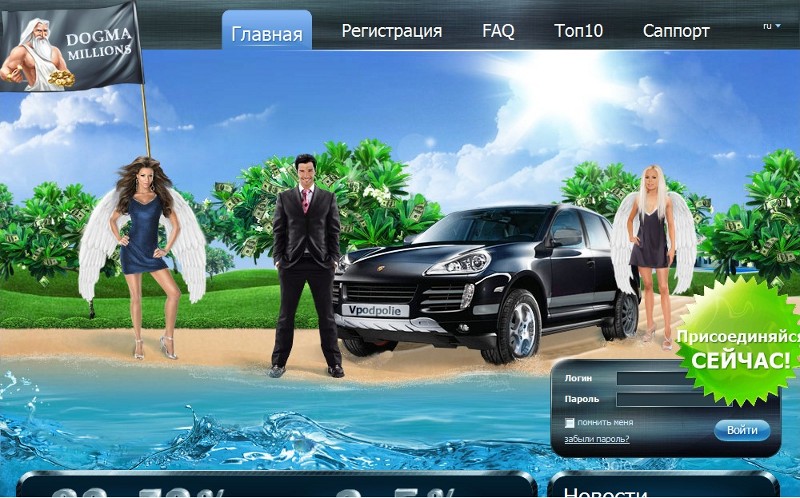 DOGMA
MILLIONS
Главная
Регистрация
FAQ
Топ10
Саппорт
ru
Vpodpolie
Присоединяйся
СЕЙЧАС!
Логин
Пароль
помнить меня
забыли пароль?
Войти
Новости